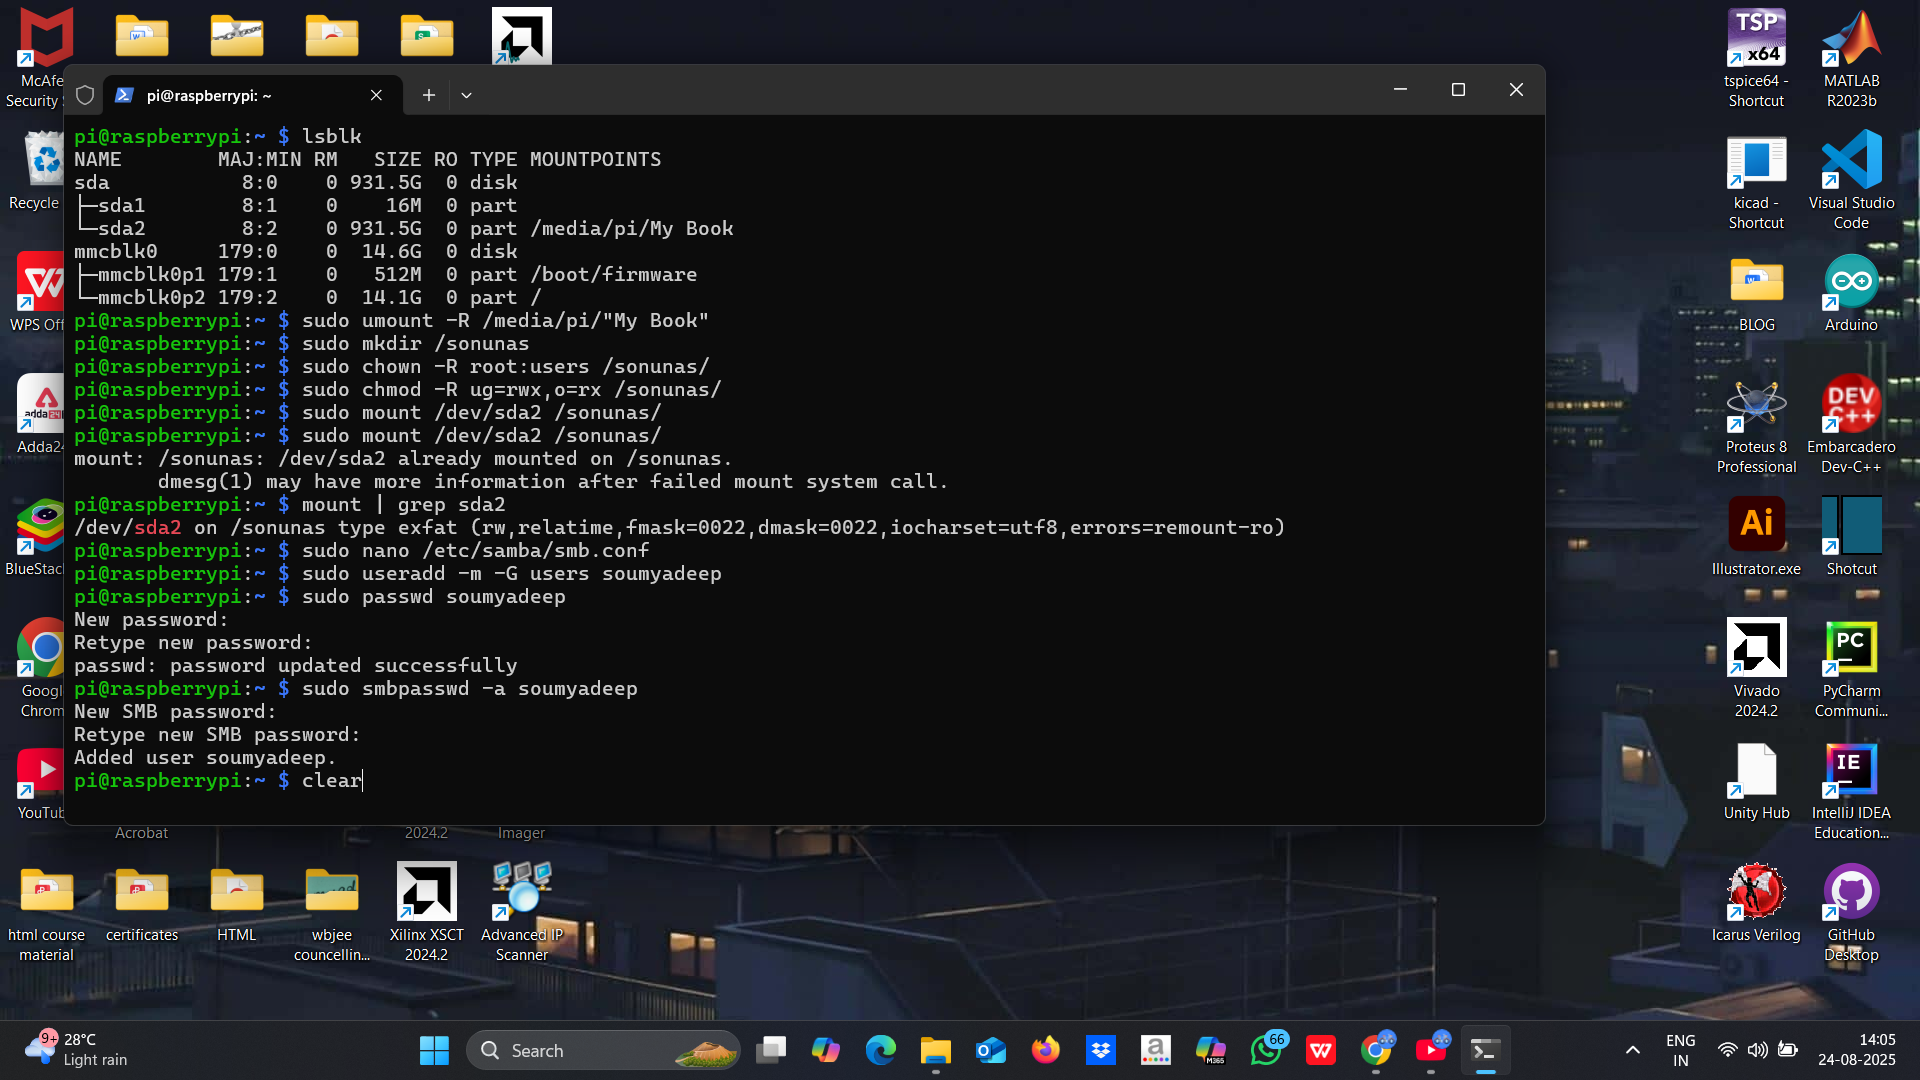 McAfe
Security S
TSP
x64
tspice64 -
Shortcut
MATLAB
R2023b
pi@raspberrypi: ~
pi@raspberrypi:~ $ lsblk
NAME        MAJ:MIN RM   SIZE RO TYPE MOUNTPOINTS
sda           8:0    0 931.5G  0 disk
├─sda1        8:1    0    16M  0 part
└─sda2        8:2    0 931.5G  0 part /media/pi/My Book
mmcblk0     179:0    0  14.6G  0 disk
├─mmcblk0p1 179:1    0   512M  0 part /boot/firmware
└─mmcblk0p2 179:2    0  14.1G  0 part /
pi@raspberrypi:~ $ sudo umount -R /media/pi/"My Book"
pi@raspberrypi:~ $ sudo mkdir /sonunas
pi@raspberrypi:~ $ sudo chown -R root:users /sonunas/
pi@raspberrypi:~ $ sudo chmod -R ug=rwx,o=rx /sonunas/
pi@raspberrypi:~ $ sudo mount /dev/sda2 /sonunas/
pi@raspberrypi:~ $ sudo mount /dev/sda2 /sonunas/
mount: /sonunas: /dev/sda2 already mounted on /sonunas.
       dmesg(1) may have more information after failed mount system call.
pi@raspberrypi:~ $ mount | grep sda2
/dev/sda2 on /sonunas type exfat (rw,relatime,fmask=0022,dmask=0022,iocharset=utf8,errors=remount-ro)
pi@raspberrypi:~ $ sudo nano /etc/samba/smb.conf
pi@raspberrypi:~ $ sudo useradd -m -G users soumyadeep
pi@raspberrypi:~ $ sudo passwd soumyadeep
New password:
Retype new password:
passwd: password updated successfully
pi@raspberrypi:~ $ sudo smbpasswd -a soumyadeep
New SMB password:
Retype new SMB password:
Added user soumyadeep.
pi@raspberrypi:~ $ clear
Recycle
WPS Off
adda24
Adda24
BlueStac
Googl
Chrom
YouTub
kicad -
Shortcut
Visual Studio
Code
BLOG
Arduino
Proteus 8
Professional
DEV
C++
Embarcadero
Dev-C++
Ai
Illustrator.exe
Shotcut
Vivado
2024.2
PC
PyCharm
Communi...
Unity Hub
IE
IntelliJ IDEA
Education...
Icarus Verilog
GitHub
Desktop
Acrobat
2024.2
Imager
html course
material
certificates
HTML
wbjee
councellin...
Xilinx XSCT
2024.2
Advanced IP
Scanner
9+
28°C
Light rain
Search
M365
66
ENG
IN
14:05
24-08-2025